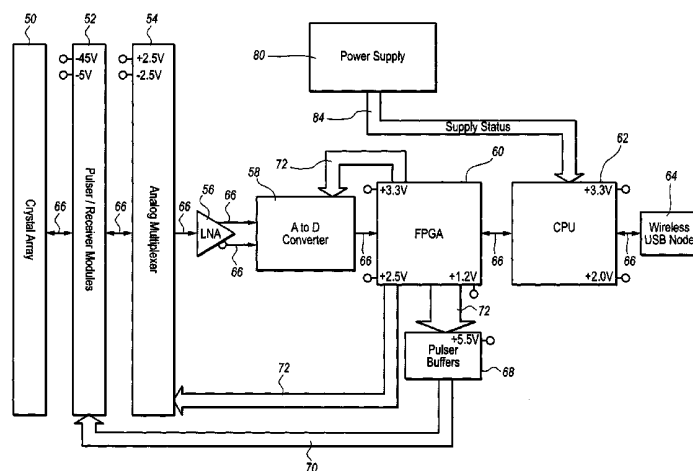 50
52
54
-45V
-5V
+2.5V
-2.5V
80
Power Supply
84
Supply Status
72
60
62
64
58
+3.3V
+3.3V
56
66
66
66
66
LNA
66
A to D
Converter
66
FPGA
66
CPU
66
Wireless
USB Node
Crystal Array
Pulser / Receiver Modules
Analog Multiplexer
+2.5V
+1.2V
+2.0V
72
+5.5V
Pulser
Buffers
68
72
70